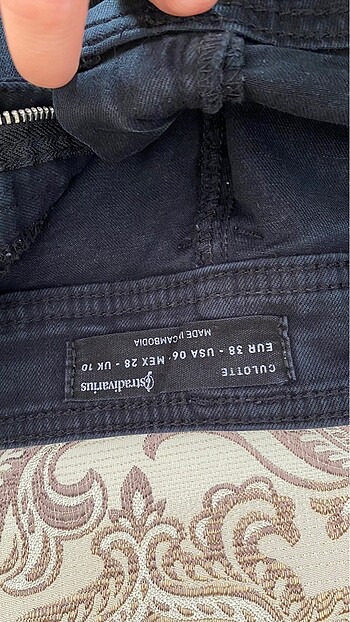 stradivarius
CULOTTE
EUR 38 - USA 06 MEX 28 - UK 10
MADE IN CAMBODIA